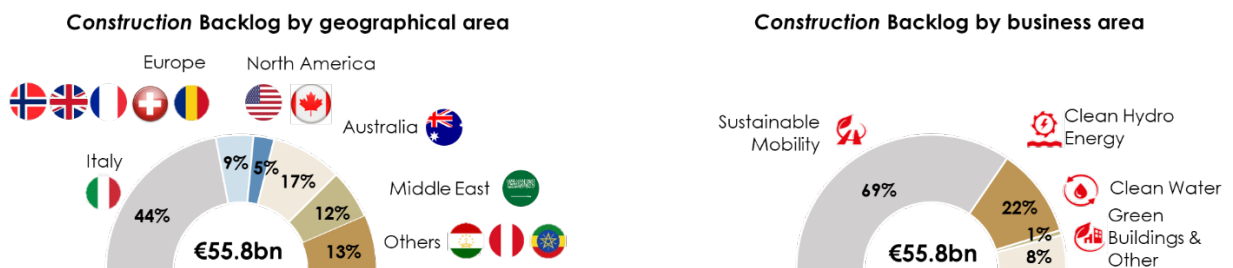 Construction Backlog by geographical area
Europe
North America
Australia
Italy
Middle East
Others
9%
5%
17%
12%
13%
44%
€55.8bn
Construction Backlog by business area
Sustainable
Mobility
Clean Hydro
Energy
Clean Water
Green
Buildings &
Other
69%
22%
1%
8%
€55.8bn